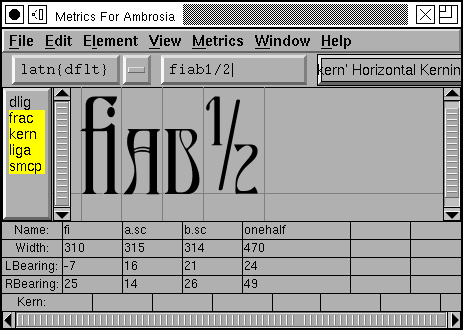 Metrics For Ambrosia
File Edit Element View Metrics Window Help
latn{dflt} fiab1/2 kern' Horizontal Kernin
dlig
frac
kern
liga
smcp
fiAB½
Name: fi a.sc b.sc onehalf
Width: 310 315 314 470
LBearing: -7 16 21 24
RBearing: 25 14 26 49
Kern: